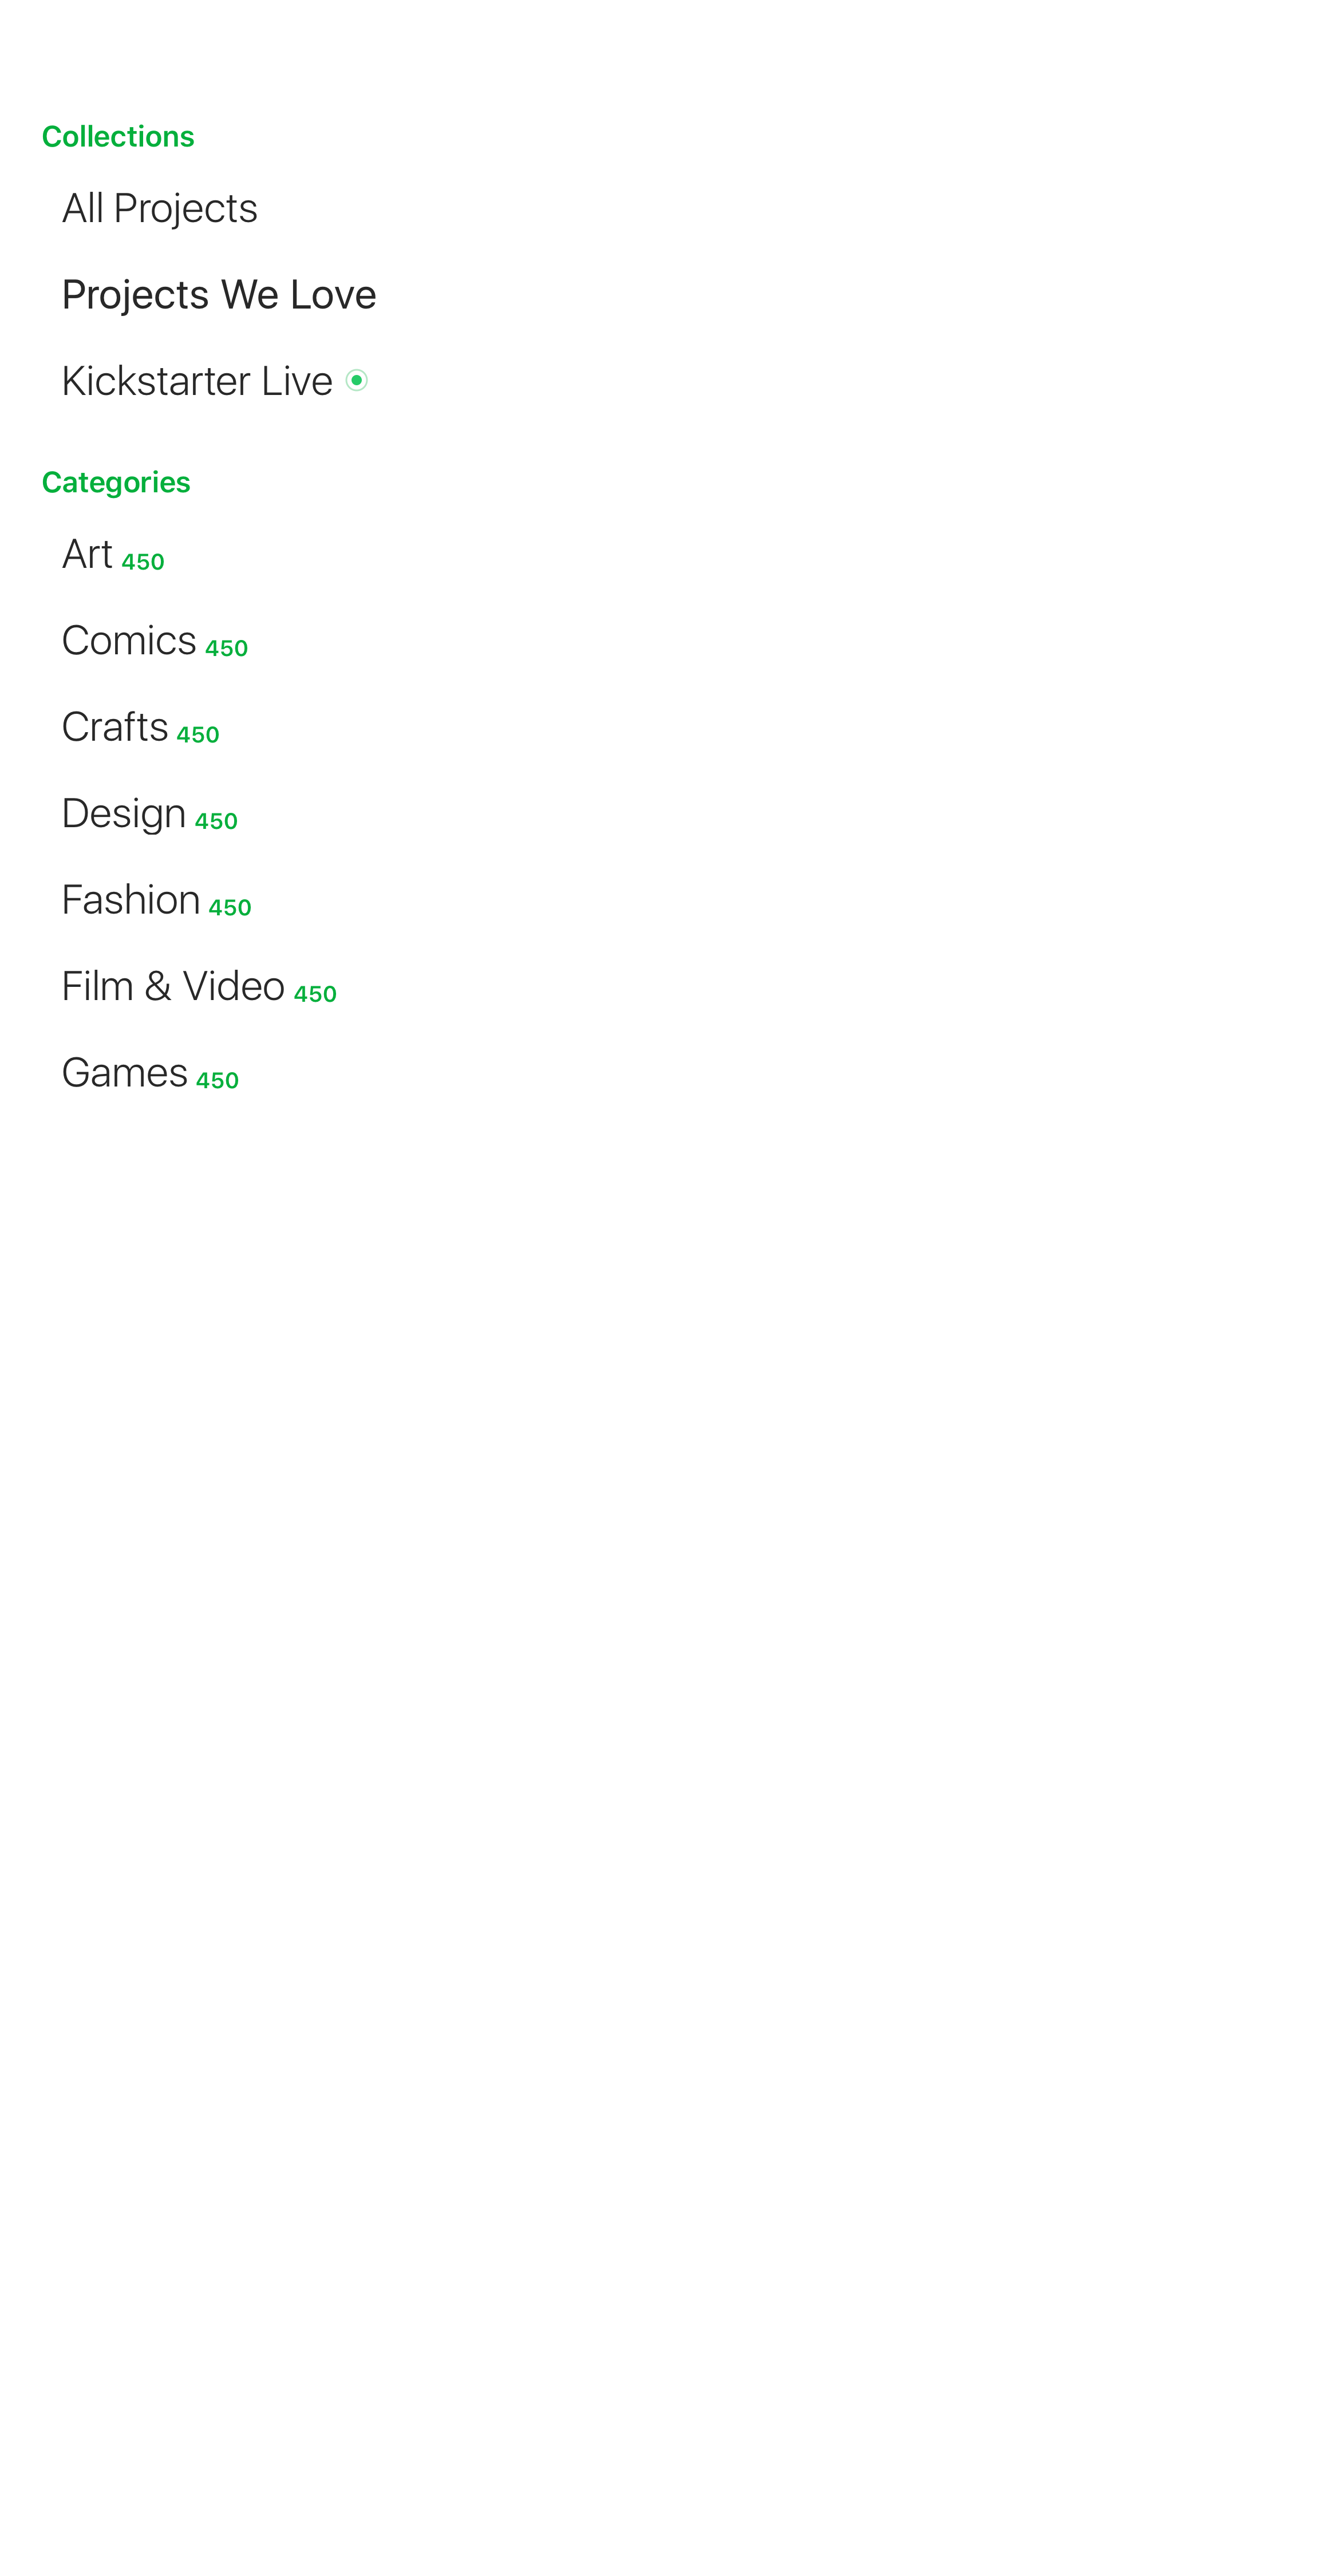 Collections
All Projects
Projects We Love
Kickstarter Live
Categories
Art 450
Comics 450
Crafts 450
Design 450
Fashion 450
Film & Video 450
Games 450